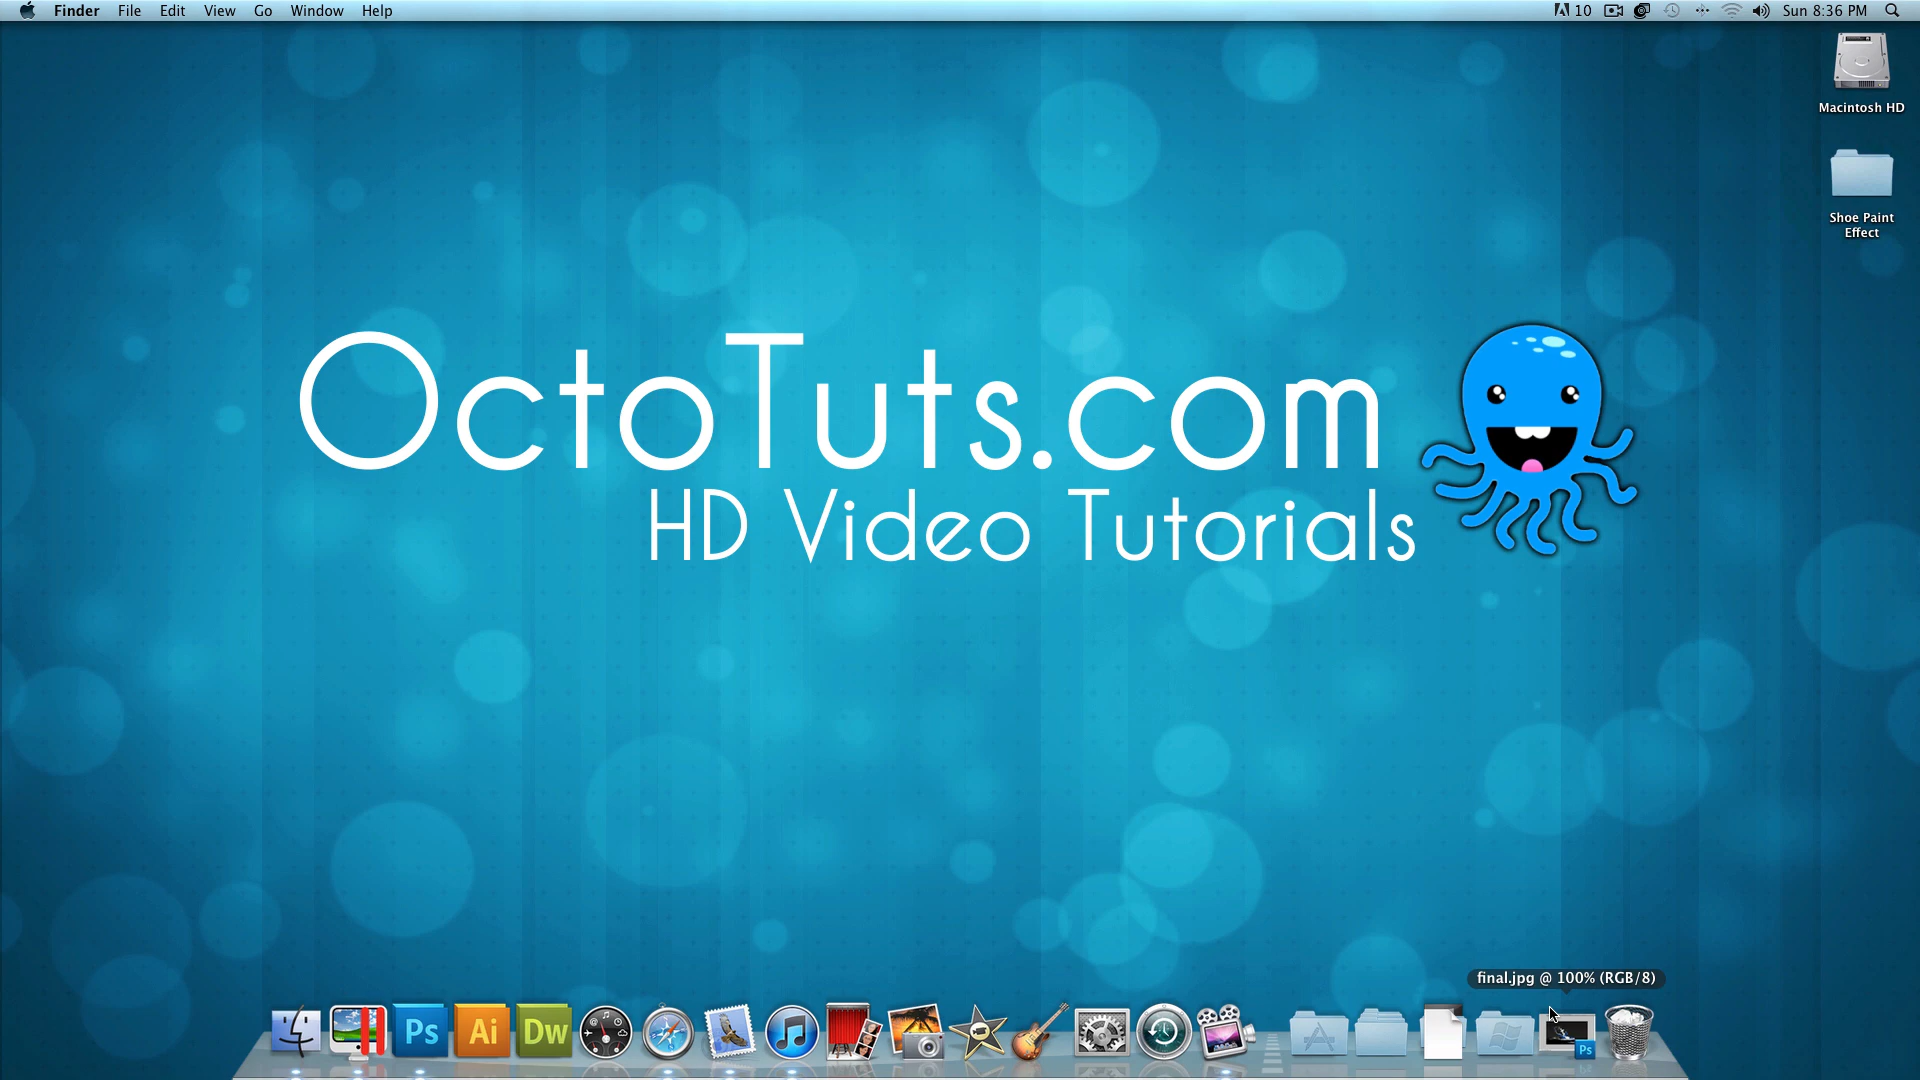 Finder File Edit View Go Window Help
10 Sun 8:36 PM
Macintosh HD
Shoe Paint
Effect
OctoTuts.com
HD Video Tutorials
final.jpg @ 100% (RGB/8)
Ps Ai Dw
Ps